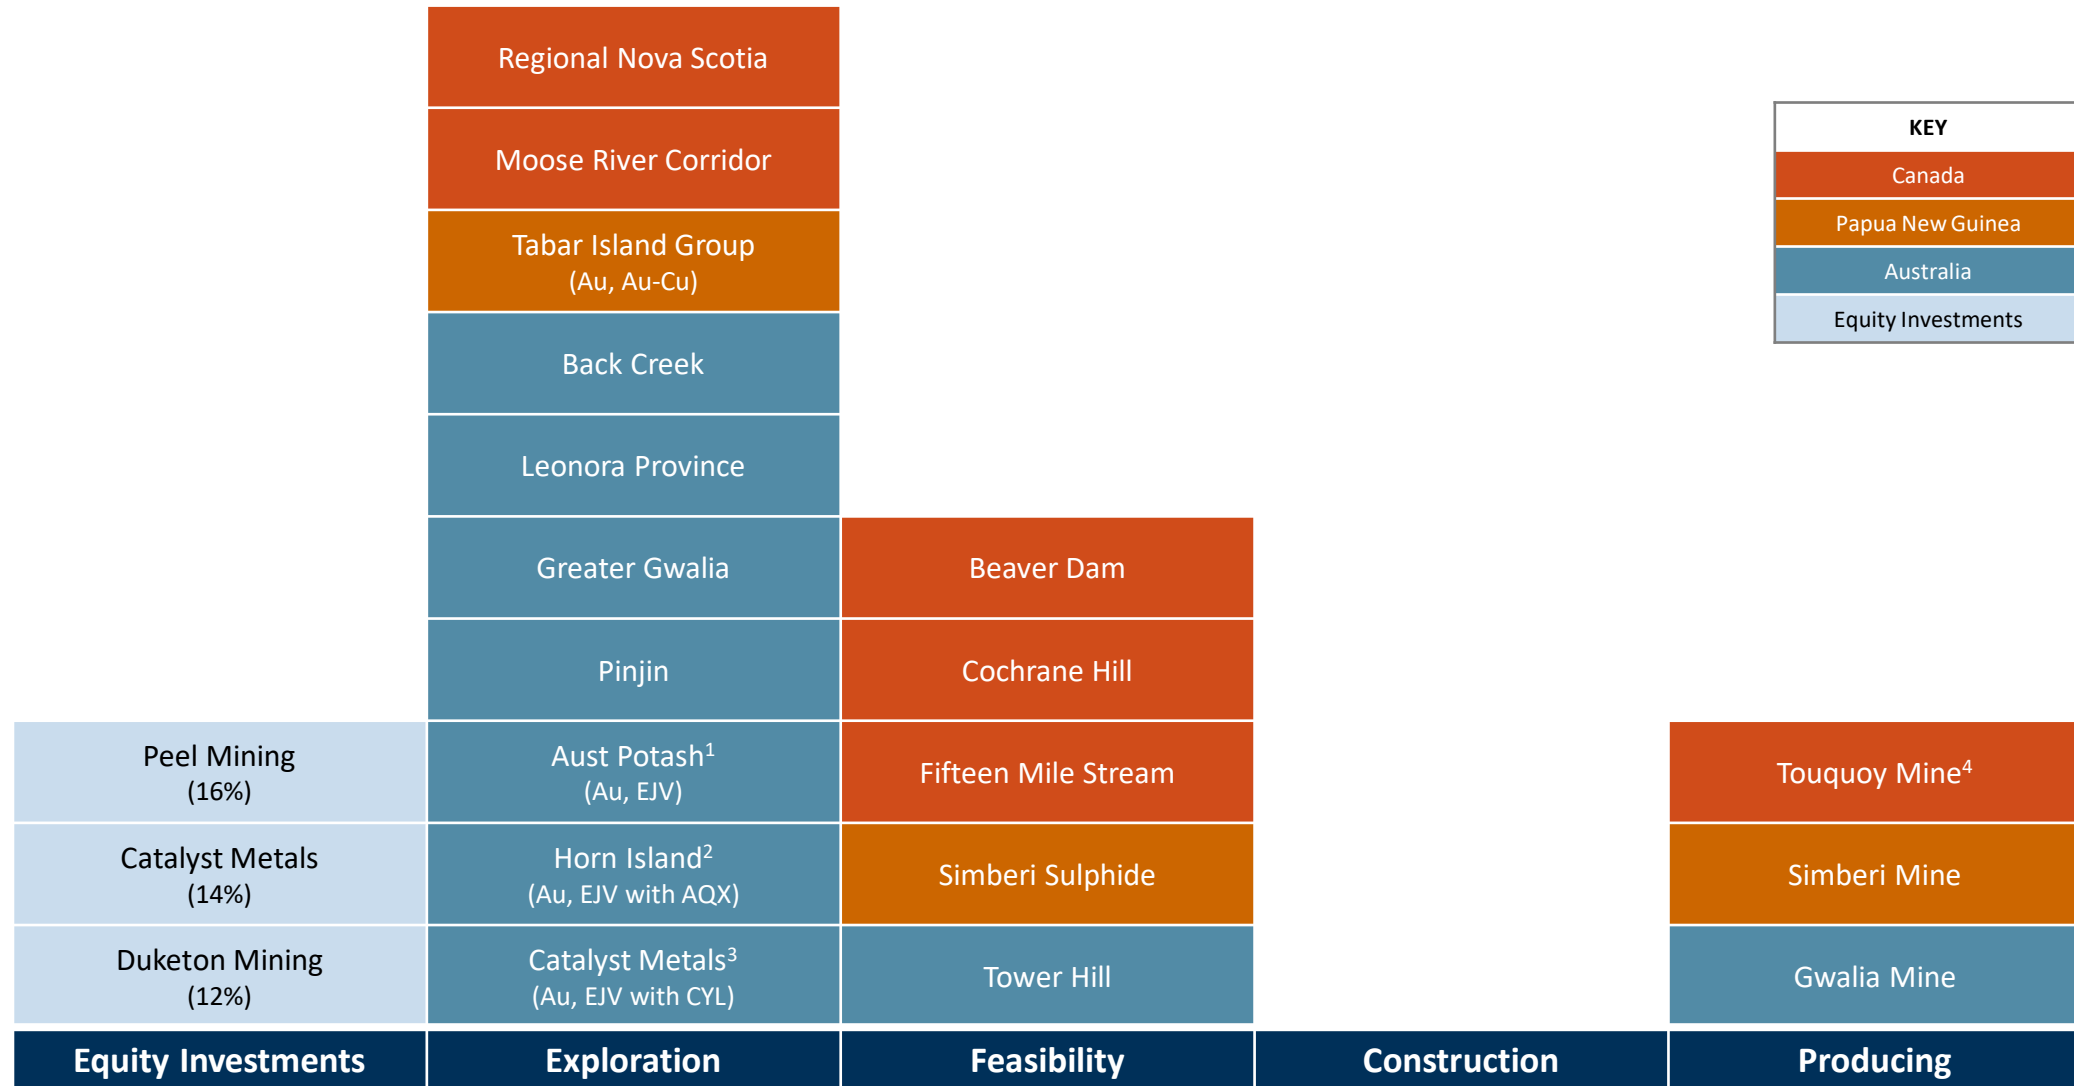 Regional Nova Scotia
Moose River Corridor
Tabar Island Group
(Au, Au-Cu)
Back Creek
Leonora Province
Greater Gwalia
Pinjin
Aust Potash¹
(Au, EJV)
Horn Island²
(Au, EJV with AQX)
Catalyst Metals³
(Au, EJV with CYL)
Peel Mining
(16%)
Catalyst Metals
(14%)
Duketon Mining
(12%)
Beaver Dam
Cochrane Hill
Fifteen Mile Stream
Simberi Sulphide
Tower Hill
Touquoy Mine⁴
Simberi Mine
Gwalia Mine
KEY
Canada
Papua New Guinea
Australia
Equity Investments
Equity Investments
Exploration
Feasibility
Construction
Producing